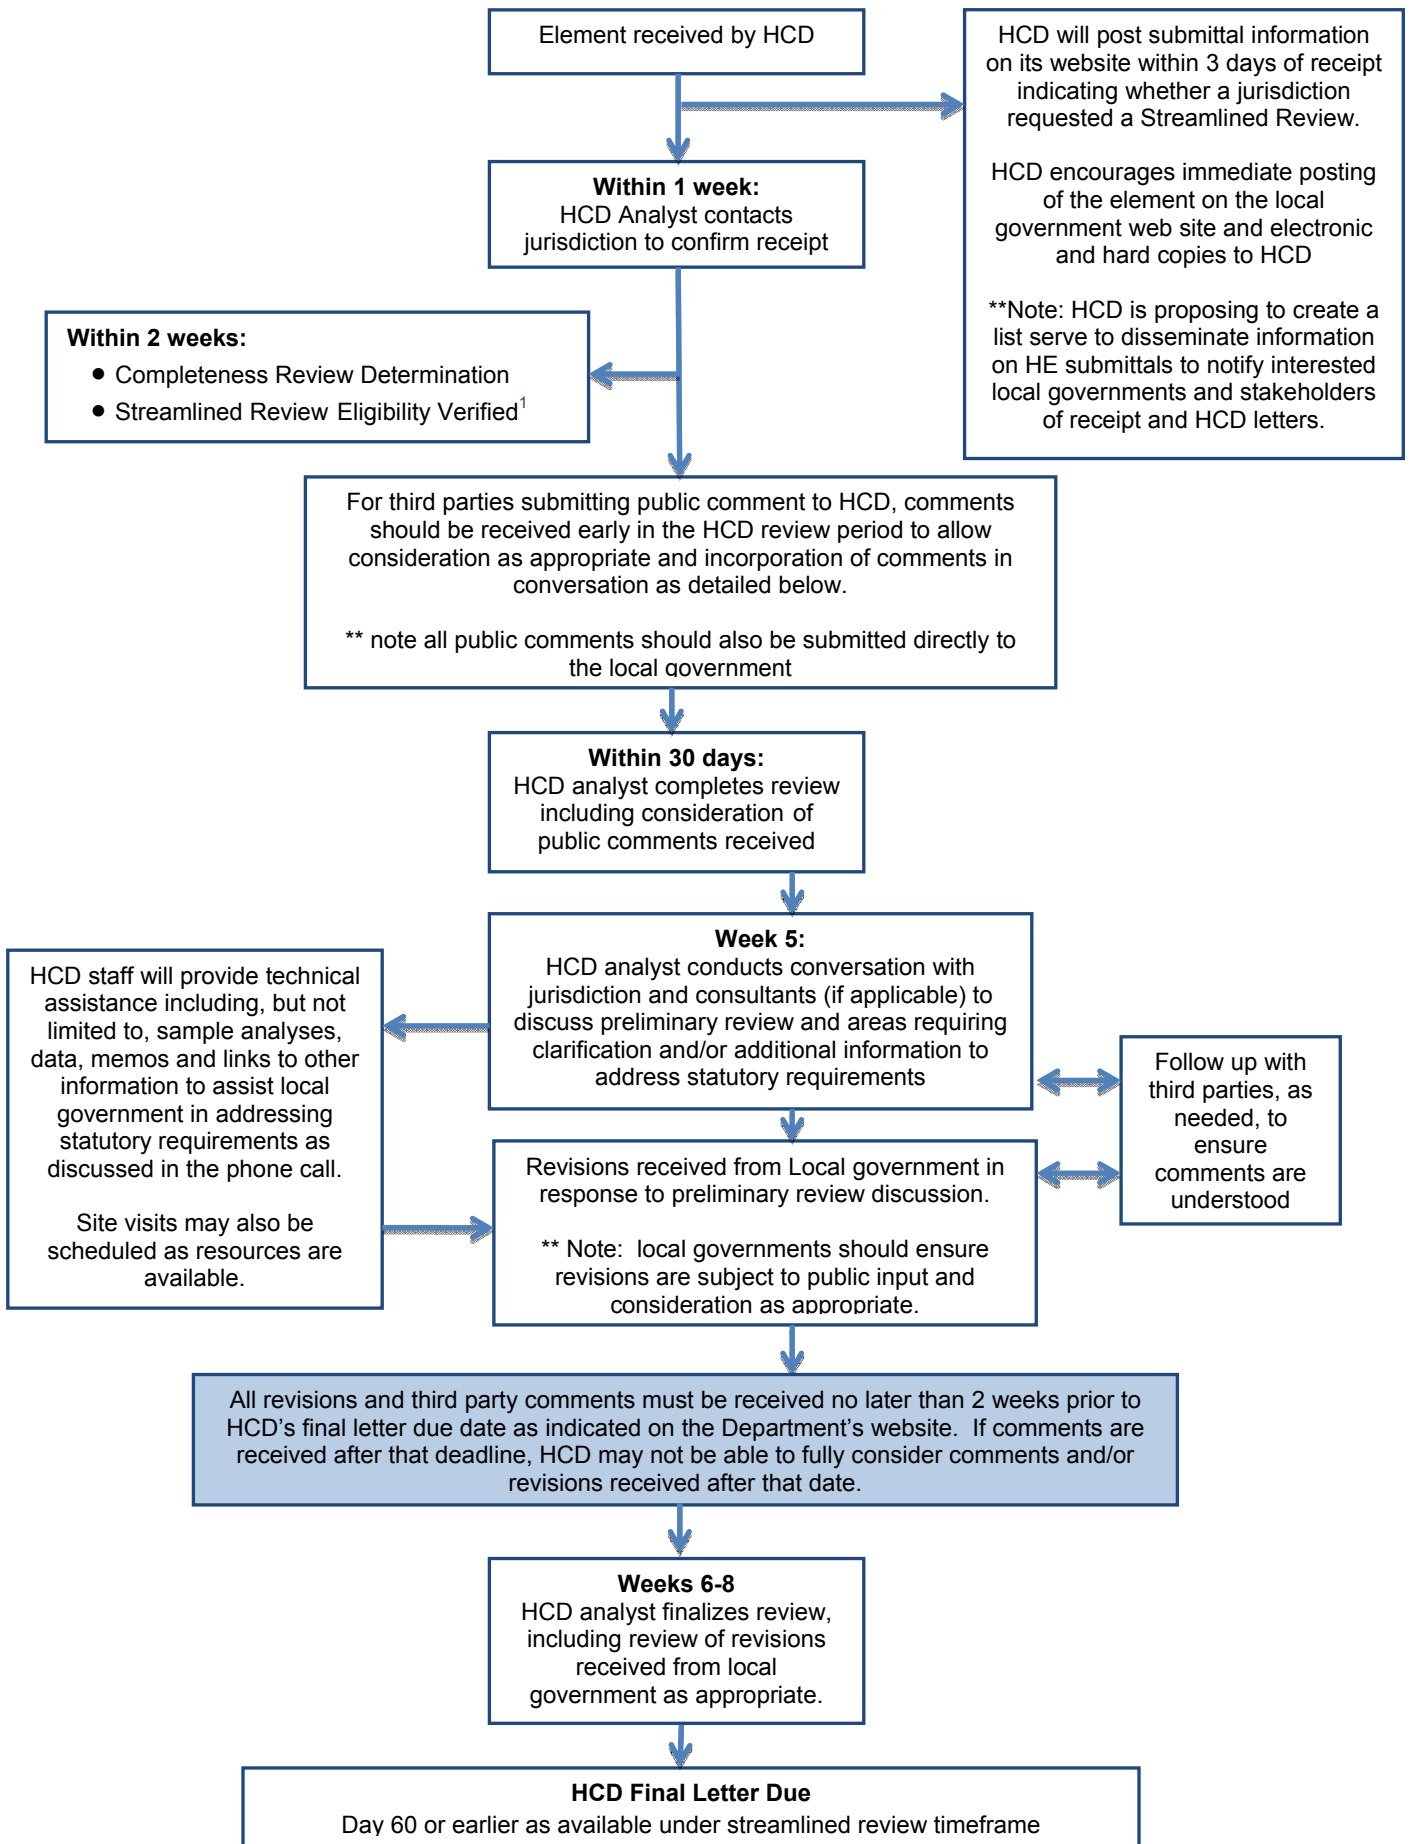 Element received by HCD
HCD will post submittal information
on its website within 3 days of receipt
indicating whether a jurisdiction
requested a Streamlined Review.
HCD encourages immediate posting
of the element on the local
government web site and electronic
and hard copies to HCD
**Note: HCD is proposing to create a
list serve to disseminate information
on HE submittals to notify interested
local governments and stakeholders
of receipt and HCD letters.
Within 1 week:
HCD Analyst contacts
jurisdiction to confirm receipt
Within 2 weeks:
● Completeness Review Determination
● Streamlined Review Eligibility Verified1
For third parties submitting public comment to HCD, comments
should be received early in the HCD review period to allow
consideration as appropriate and incorporation of comments in
conversation as detailed below.
** note all public comments should also be submitted directly to
the local government
Within 30 days:
HCD analyst completes review
including consideration of
public comments received
Week 5:
HCD analyst conducts conversation with
jurisdiction and consultants (if applicable) to
discuss preliminary review and areas requiring
clarification and/or additional information to
address statutory requirements
HCD staff will provide technical
assistance including, but not
limited to, sample analyses,
data, memos and links to other
information to assist local
government in addressing
statutory requirements as
discussed in the phone call.
Site visits may also be
scheduled as resources are
available.
Follow up with
third parties, as
needed, to
ensure
comments are
understood
Revisions received from Local government in
response to preliminary review discussion.
** Note: local governments should ensure
revisions are subject to public input and
consideration as appropriate.
All revisions and third party comments must be received no later than 2 weeks prior to
HCD’s final letter due date as indicated on the Department’s website. If comments are
received after that deadline, HCD may not be able to fully consider comments and/or
revisions received after that date.
Weeks 6-8
HCD analyst finalizes review,
including review of revisions
received from local
government as appropriate.
HCD Final Letter Due
Day 60 or earlier as available under streamlined review timeframe